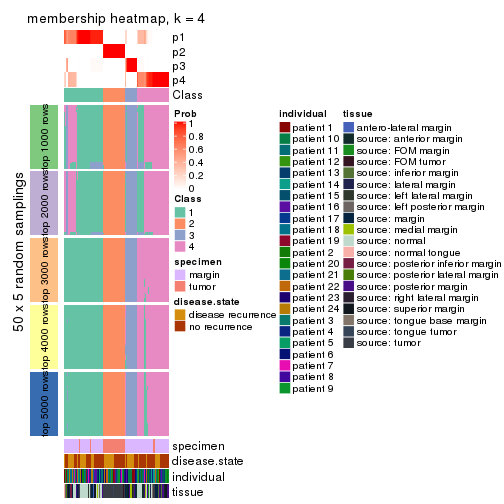 membership heatmap, k = 4
p1
p2
p3
p4
Class
50 x 5 random samplings
top 1000 rows
top 2000 rows
top 3000 rows
top 4000 rows
top 5000 rows
specimen
disease.state
individual
tissue
Prob
1
0.8
0.6
0.4
0.2
0
Class
1
2
3
4
specimen
margin
tumor
disease.state
disease recurrence
no recurrence
individual
patient 1
patient 10
patient 11
patient 12
patient 13
patient 14
patient 15
patient 16
patient 17
patient 18
patient 19
patient 2
patient 20
patient 21
patient 22
patient 23
patient 24
patient 3
patient 4
patient 5
patient 6
patient 7
patient 8
patient 9
tissue
antero-lateral margin
source: anterior margin
source: FOM margin
source: FOM tumor
source: inferior margin
source: lateral margin
source: left lateral margin
source: left posterior margin
source: margin
source: medial margin
source: normal
source: normal tongue
source: posterior inferior margin
source: posterior lateral margin
source: posterior margin
source: right lateral margin
source: superior margin
source: tongue base margin
source: tongue tumor
source: tumor